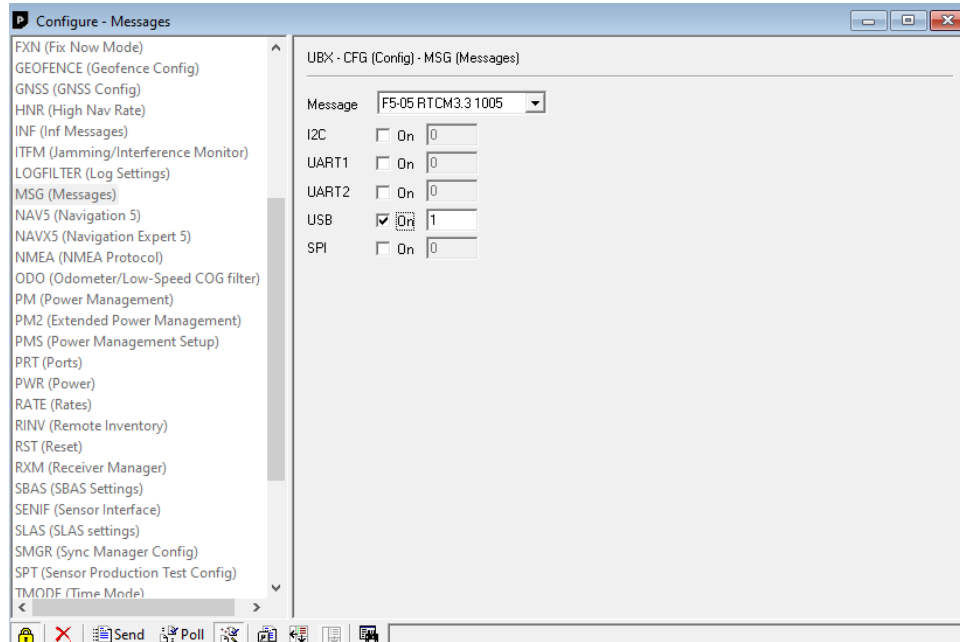 Configure - Messages
FXN (Fix Now Mode)
GEOFENCE (Geofence Config)
GNSS (GNSS Config)
HNR (High Nav Rate)
INF (Inf Messages)
ITFM (Jamming/Interference Monitor)
LOGFILTER (Log Settings)
MSG (Messages)
NAV5 (Navigation 5)
NAVX5 (Navigation Expert 5)
NMEA (NMEA Protocol)
ODO (Odometer/Low-Speed COG filter)
PM (Power Management)
PM2 (Extended Power Management)
PMS (Power Management Setup)
PRT (Ports)
PWR (Power)
RATE (Rates)
RINV (Remote Inventory)
RST (Reset)
RXM (Receiver Manager)
SBAS (SBAS Settings)
SENIF (Sensor Interface)
SLAS (SLAS settings)
SMGR (Sync Manager Config)
SPT (Sensor Production Test Config)
TMODE (Time Mode)
UBX - CFG (Config) - MSG (Messages)
Message F5-05 RTCM3.3 1005
I2C On 0
UART1 On 0
UART2 On 0
USB On 1
SPI On 0
Send Poll